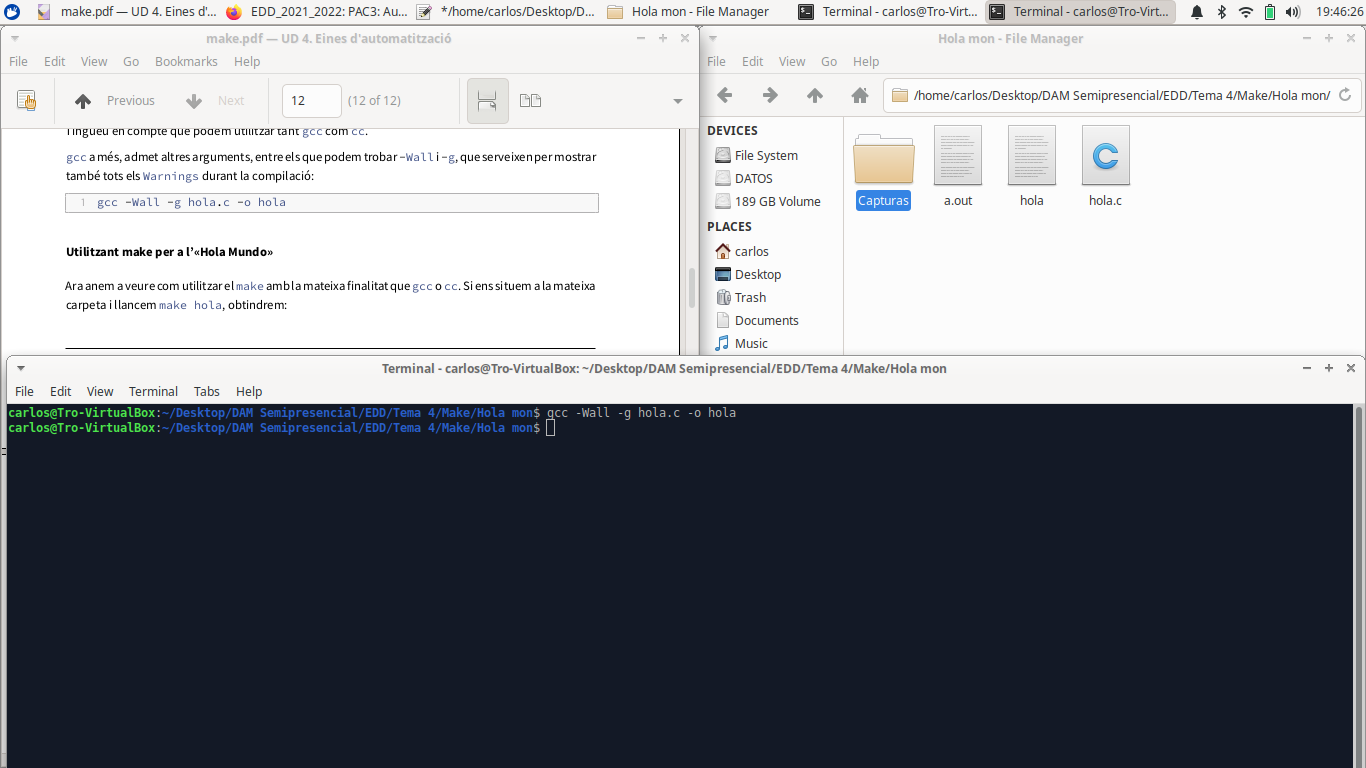 make.pdf — UD 4. Eines d'...
EDD_2021_2022: PAC3: Au...
*/home/carlos/Desktop/D...
Hola mon - File Manager
Terminal - carlos@Tro-Virt...
Terminal - carlos@Tro-Virt...
19:46:26
make.pdf — UD 4. Eines d'automatització
File Edit View Go Bookmarks Help
Previous Next 12 (12 of 12)
Tingueu en compte que podem utilitzar tant gcc com cc.
gcc a més, admet altres arguments, entre els que podem trobar -Wall i -g, que serveixen per mostrar
també tots els Warnings durant la compilació:
1 gcc -Wall -g hola.c -o hola
Utilitzant make per a l'«Hola Mundo»
Ara anem a veure com utilitzar el make amb la mateixa finalitat que gcc o cc. Si ens situem a la mateixa
carpeta i llancem make hola, obtindrem:
Hola mon - File Manager
File Edit View Go Help
/home/carlos/Desktop/DAM Semipresencial/EDD/Tema 4/Make/Hola mon/
DEVICES
File System
DATOS
189 GB Volume
PLACES
carlos
Desktop
Trash
Documents
Music
Capturas a.out hola hola.c
Terminal - carlos@Tro-VirtualBox: ~/Desktop/DAM Semipresencial/EDD/Tema 4/Make/Hola mon
File Edit View Terminal Tabs Help
carlos@Tro-VirtualBox:~/Desktop/DAM Semipresencial/EDD/Tema 4/Make/Hola mon$ gcc -Wall -g hola.c -o hola
carlos@Tro-VirtualBox:~/Desktop/DAM Semipresencial/EDD/Tema 4/Make/Hola mon$